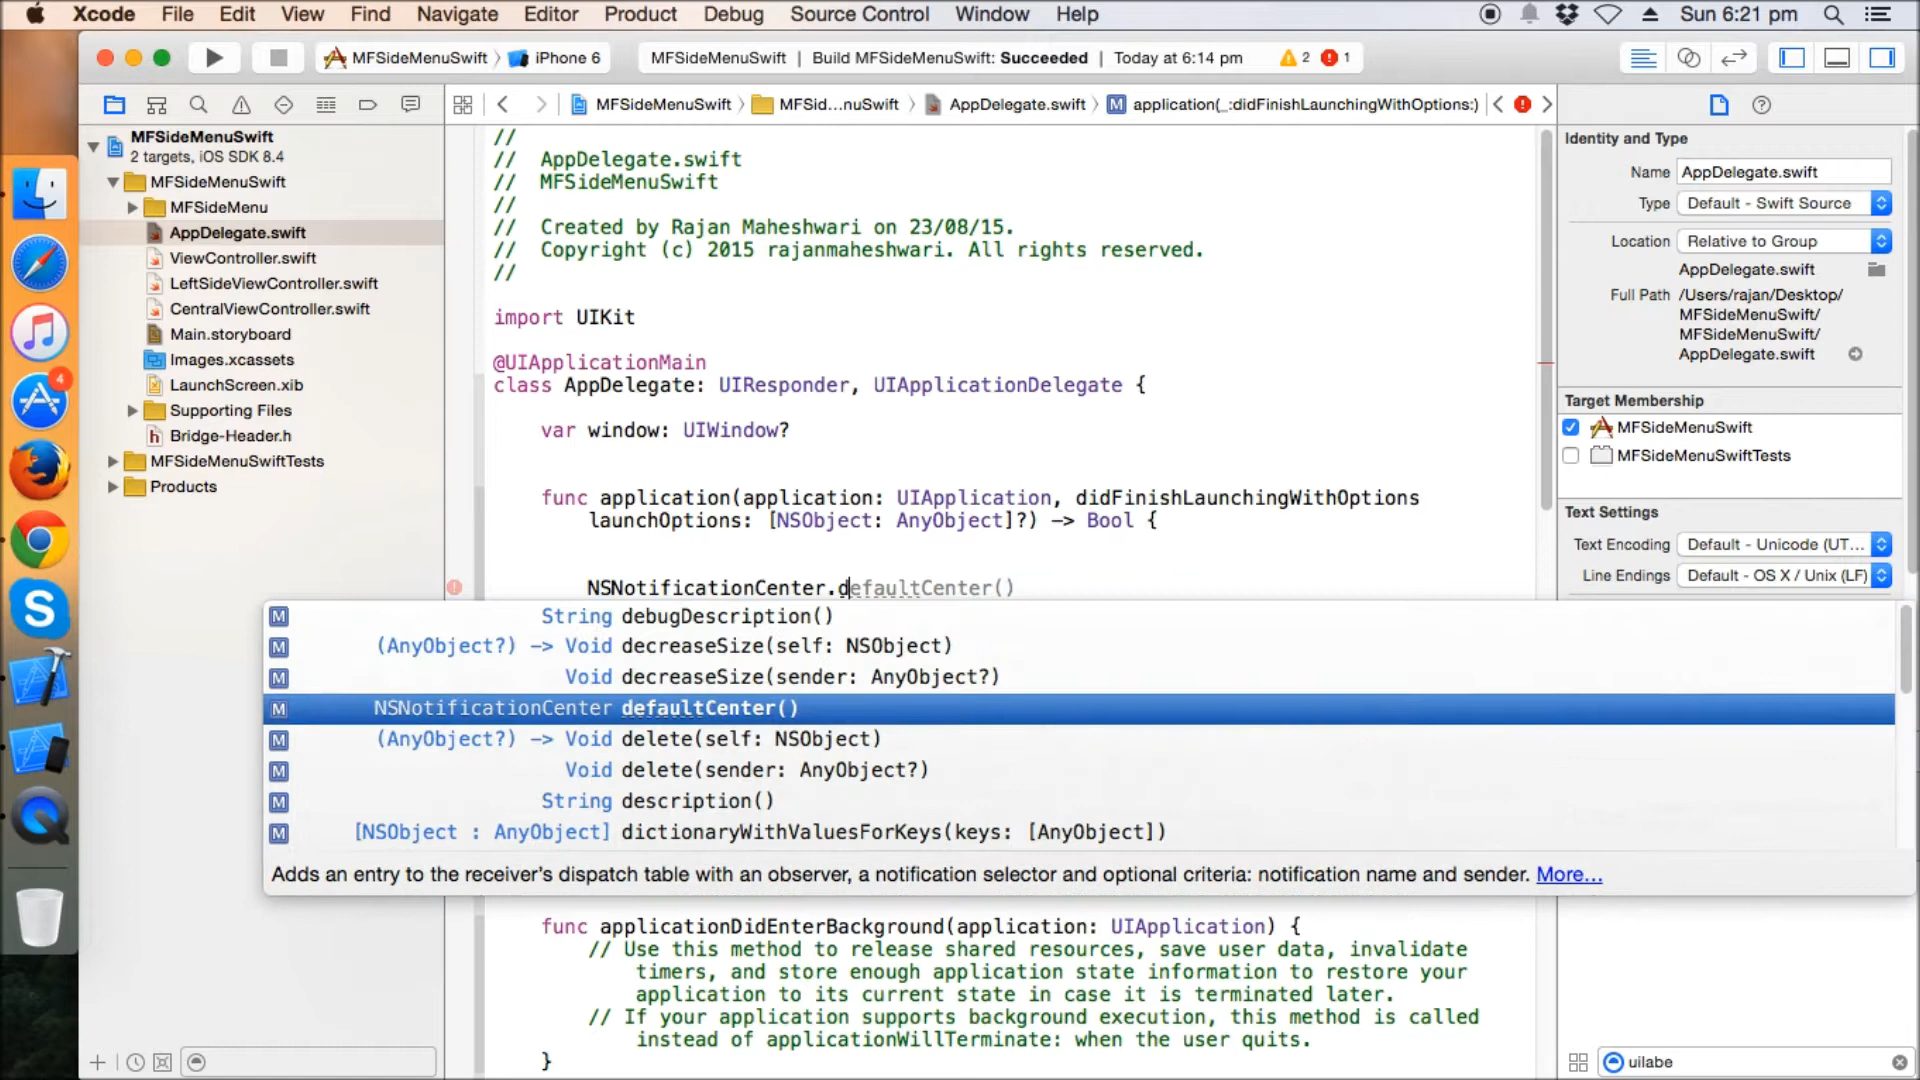 Xcode File Edit View Find Navigate Editor Product Debug Source Control Window Help Sun 6:21 pm
MFSideMenuSwift iPhone 6 MFSideMenuSwift | Build MFSideMenuSwift: Succeeded | Today at 6:14 pm 2 1
MFSideMenuSwift MFSid...nuSwift AppDelegate.swift M application(_:didFinishLaunchingWithOptions:)
MFSideMenuSwift
2 targets, iOS SDK 8.4
MFSideMenuSwift
MFSideMenu
AppDelegate.swift
ViewController.swift
LeftSideViewController.swift
CentralViewController.swift
Main.storyboard
Images.xcassets
LaunchScreen.xib
Supporting Files
h Bridge-Header.h
MFSideMenuSwiftTests
Products
4
//
// AppDelegate.swift
// MFSideMenuSwift
//
// Created by Rajan Maheshwari on 23/08/15.
// Copyright (c) 2015 rajanmaheshwari. All rights reserved.
//
import UIKit
@UIApplicationMain
class AppDelegate: UIResponder, UIApplicationDelegate {
var window: UIWindow?
func application(application: UIApplication, didFinishLaunchingWithOptions
launchOptions: [NSObject: AnyObject]?) -> Bool {
NSNotificationCenter.defaultCenter()
M String debugDescription()
M (AnyObject?) -> Void decreaseSize(self: NSObject)
M Void decreaseSize(sender: AnyObject?)
M NSNotificationCenter defaultCenter()
M (AnyObject?) -> Void delete(self: NSObject)
M Void delete(sender: AnyObject?)
M String description()
M [NSObject : AnyObject] dictionaryWithValuesForKeys(keys: [AnyObject])
Adds an entry to the receiver's dispatch table with an observer, a notification selector and optional criteria: notification name and sender. More...
func applicationDidEnterBackground(application: UIApplication) {
// Use this method to release shared resources, save user data, invalidate
timers, and store enough application state information to restore your
application to its current state in case it is terminated later.
// If your application supports background execution, this method is called
instead of applicationWillTerminate: when the user quits.
}
Identity and Type
Name AppDelegate.swift
Type Default - Swift Source
Location Relative to Group
AppDelegate.swift
Full Path /Users/rajan/Desktop/
MFSideMenuSwift/
MFSideMenuSwift/
AppDelegate.swift
Target Membership
MFSideMenuSwift
MFSideMenuSwiftTests
Text Settings
Text Encoding Default - Unicode (UT...
Line Endings Default - OS X / Unix (LF)
uilabe